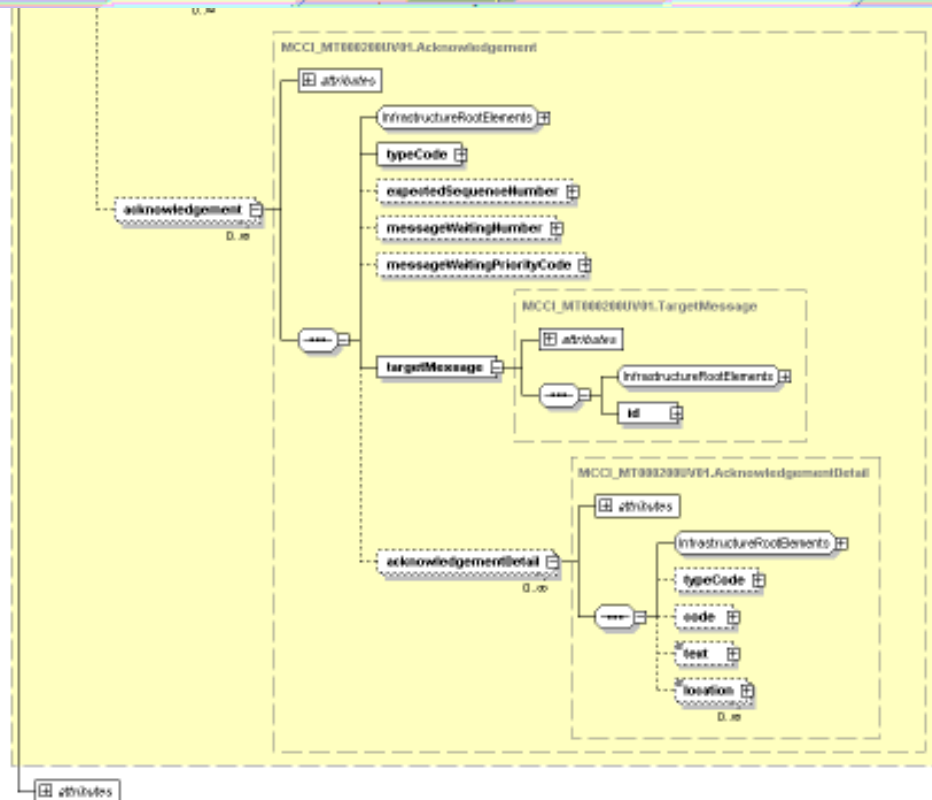 0..∞
MCCI_MT000200UV01.Acknowledgement
attributes
InfrastructureRootElements
typeCode
expectedSequenceNumber
acknowledgement
messageWaitingNumber
0..∞
messageWaitingPriorityCode
MCCI_MT000200UV01.TargetMessage
attributes
targetMessage
InfrastructureRootElements
id
MCCI_MT000200UV01.AcknowledgementDetail
attributes
InfrastructureRootElements
acknowledgementDetail
typeCode
0..∞
code
text
location
0..∞
attributes